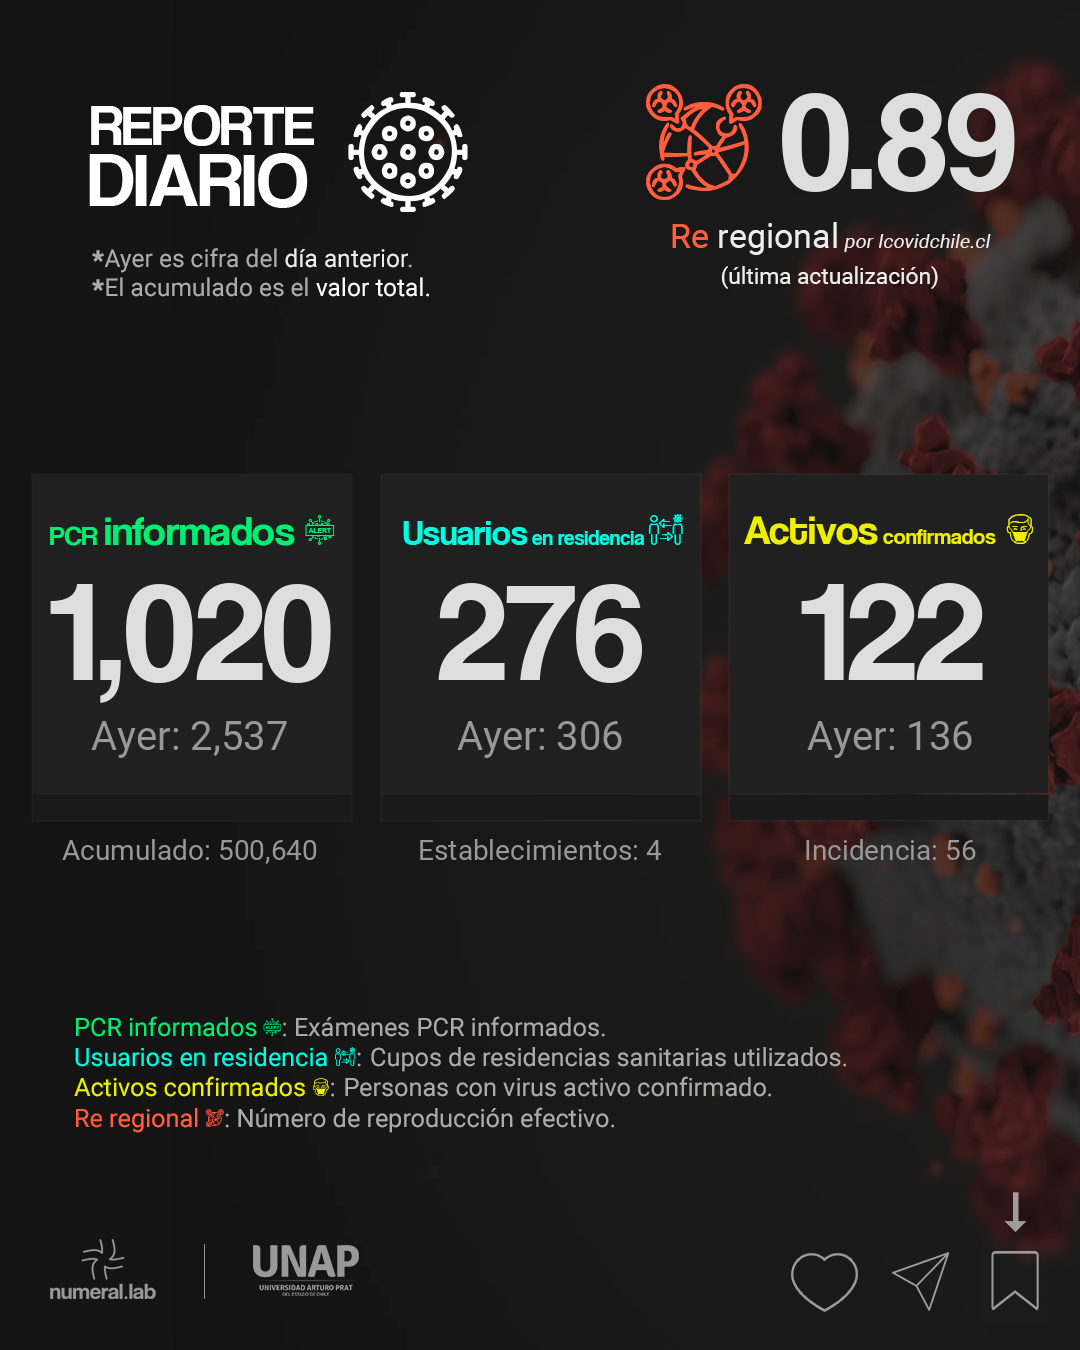 REPORTE
DIARIO
*Ayer es cifra del día anterior.
*El acumulado es el valor total.
0.89
Re regional por Icovidchile.cl
(última actualización)
PCR informados
ALERT
1,020
Ayer: 2,537
Acumulado: 500,640
Usuarios en residencia
276
Ayer: 306
Establecimientos: 4
Activos confirmados
122
Ayer: 136
Incidencia: 56
PCR informados : Exámenes PCR informados.
Usuarios en residencia : Cupos de residencias sanitarias utilizados.
Activos confirmados : Personas con virus activo confirmado.
Re regional : Número de reproducción efectivo.
numeral.lab
UNAP
UNIVERSIDAD ARTURO PRAT
DEL ESTADO DE CHILE